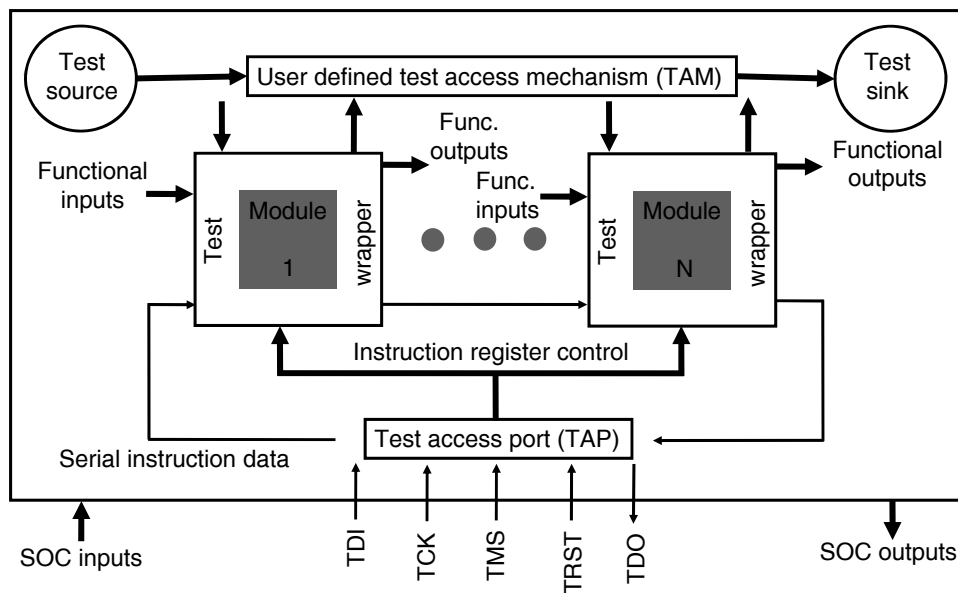 Test
source
User defined test access mechanism (TAM)
Test
sink
Func.
outputs
Functional
inputs
Func.
inputs
Functional
outputs
Test
Module
1
wrapper
Test
Module
N
wrapper
Instruction register control
Test access port (TAP)
Serial instruction data
TDI
TCK
TMS
TRST
TDO
SOC inputs
SOC outputs